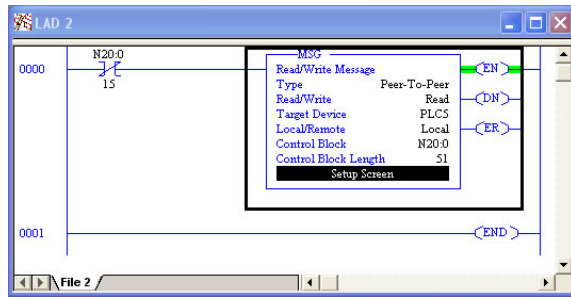 LAD 2
N20:0
0000
15
MSG
Read/Write Message
Type Peer-To-Peer
Read/Write Read
Target Device PLC5
Local/Remote Local
Control Block N20:0
Control Block Length 51
Setup Screen
EN
DN
ER
0001
END
File 2